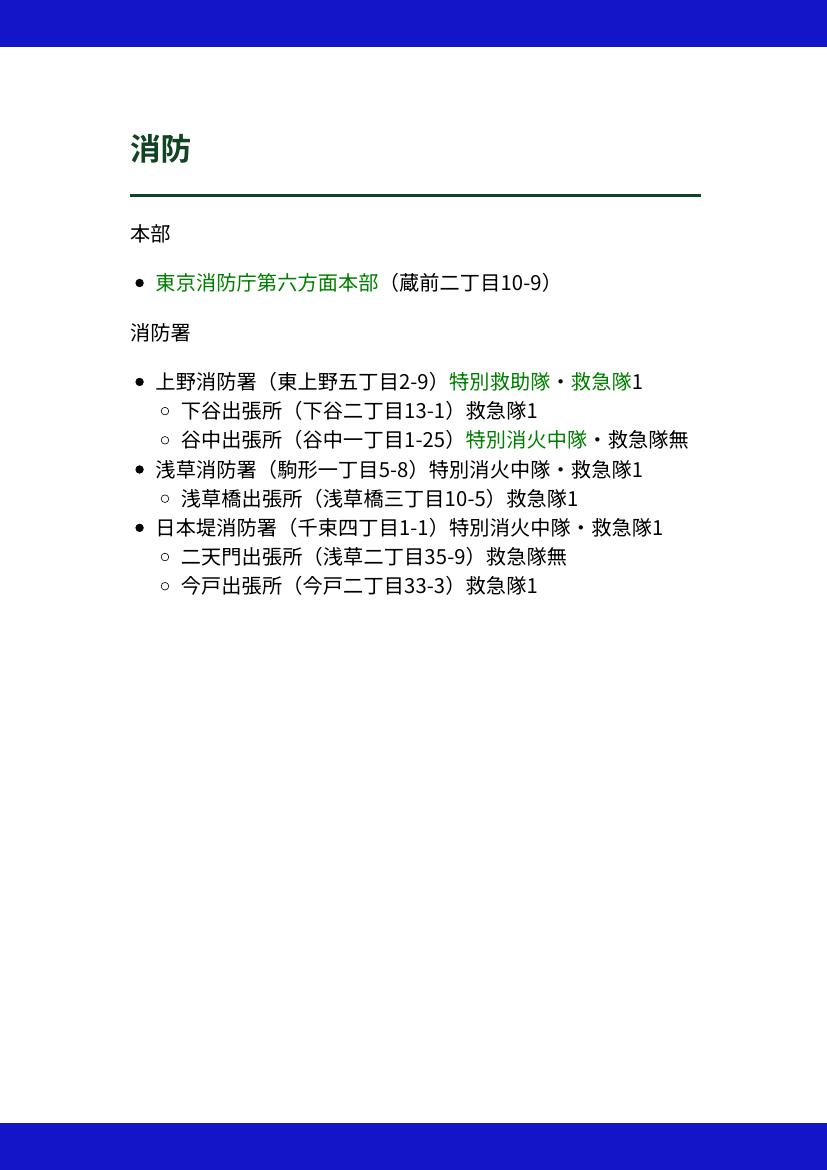 消防
本部
東京消防庁第六方面本部（蔵前二丁目10-9）
消防署
上野消防署（東上野五丁目2-9）特別救助隊・救急隊1
下谷出張所（下谷二丁目13-1）救急隊1
谷中出張所（谷中一丁目1-25）特別消火中隊・救急隊無
浅草消防署（駒形一丁目5-8）特別消火中隊・救急隊1
浅草橋出張所（浅草橋三丁目10-5）救急隊1
日本堤消防署（千束四丁目1-1）特別消火中隊・救急隊1
二天門出張所（浅草二丁目35-9）救急隊無
今戸出張所（今戸二丁目33-3）救急隊1